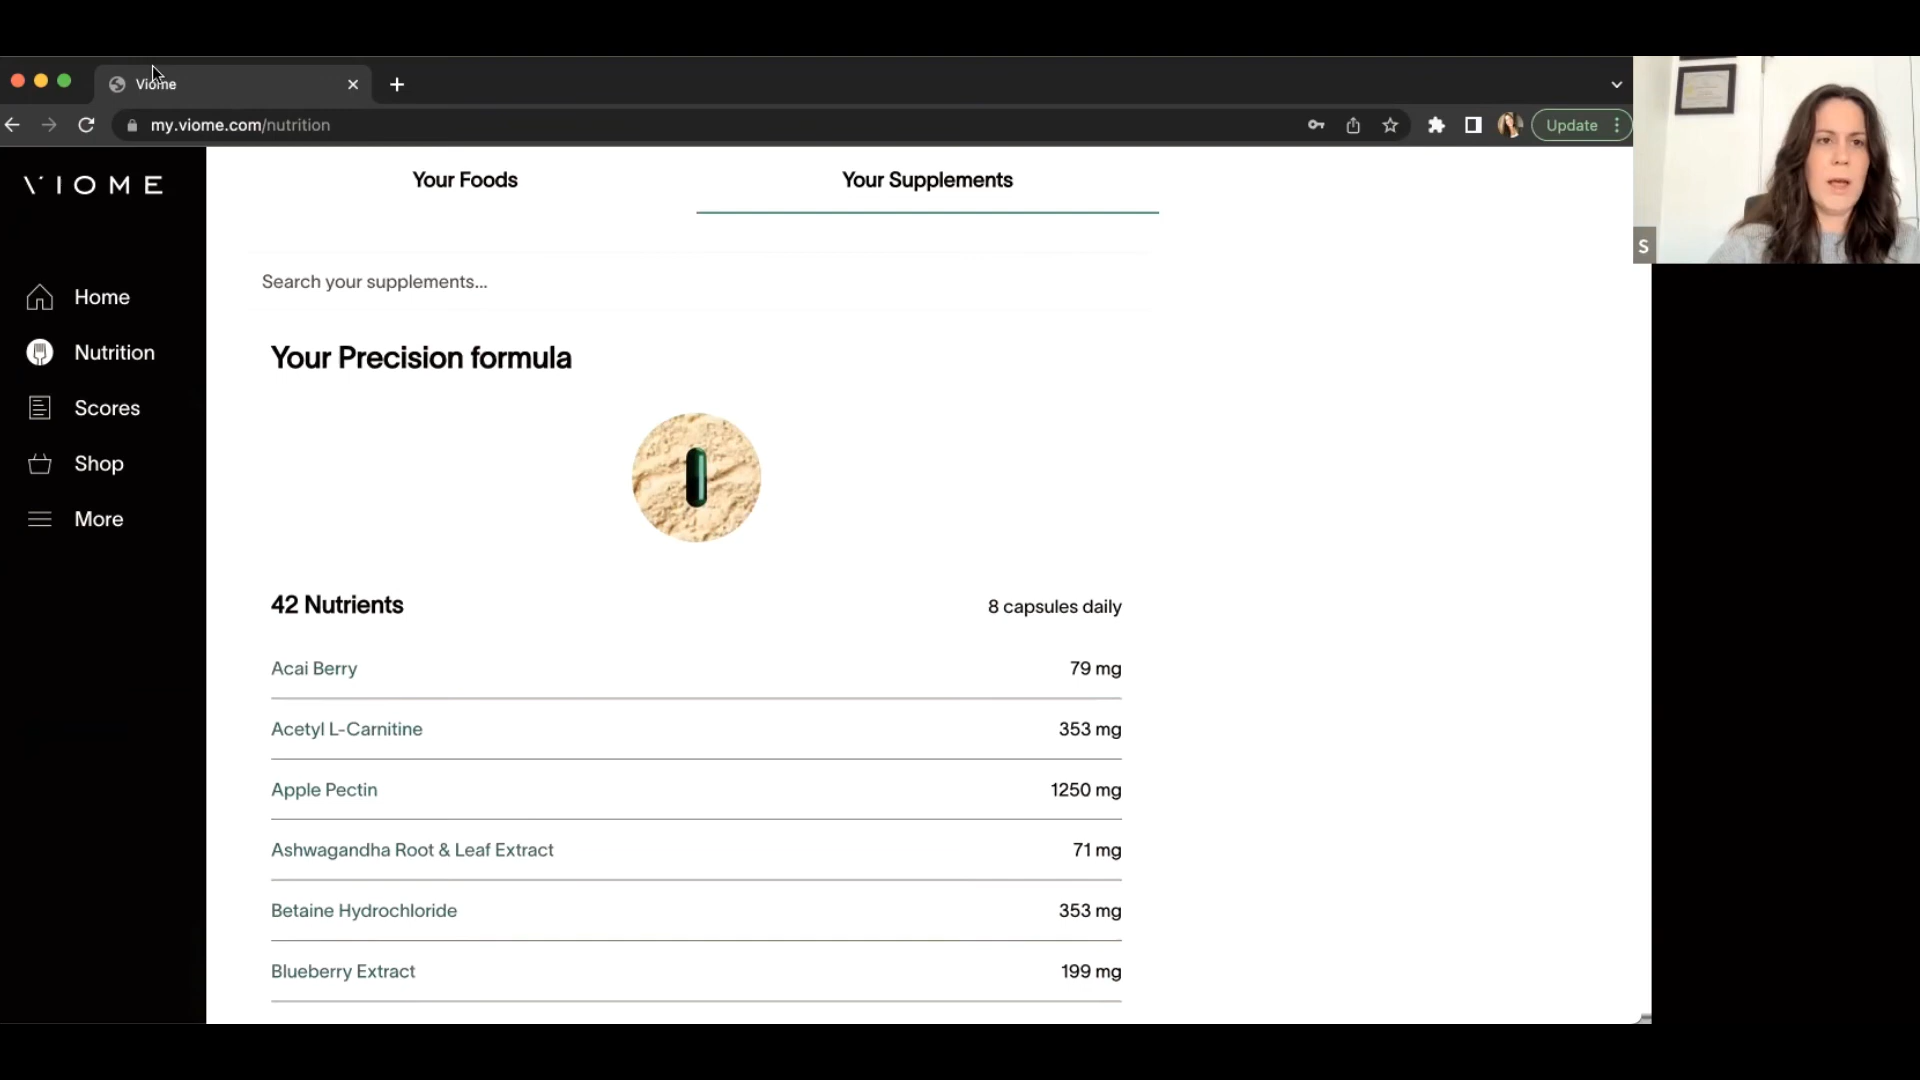 Viome
my.viome.com/nutrition
Update
VIOME
Your Foods
Your Supplements
S
Search your supplements...
Home
Nutrition
Scores
Shop
More
Your Precision formula
42 Nutrients
8 capsules daily
Acai Berry
79 mg
Acetyl L-Carnitine
353 mg
Apple Pectin
1250 mg
Ashwagandha Root & Leaf Extract
71 mg
Betaine Hydrochloride
353 mg
Blueberry Extract
199 mg